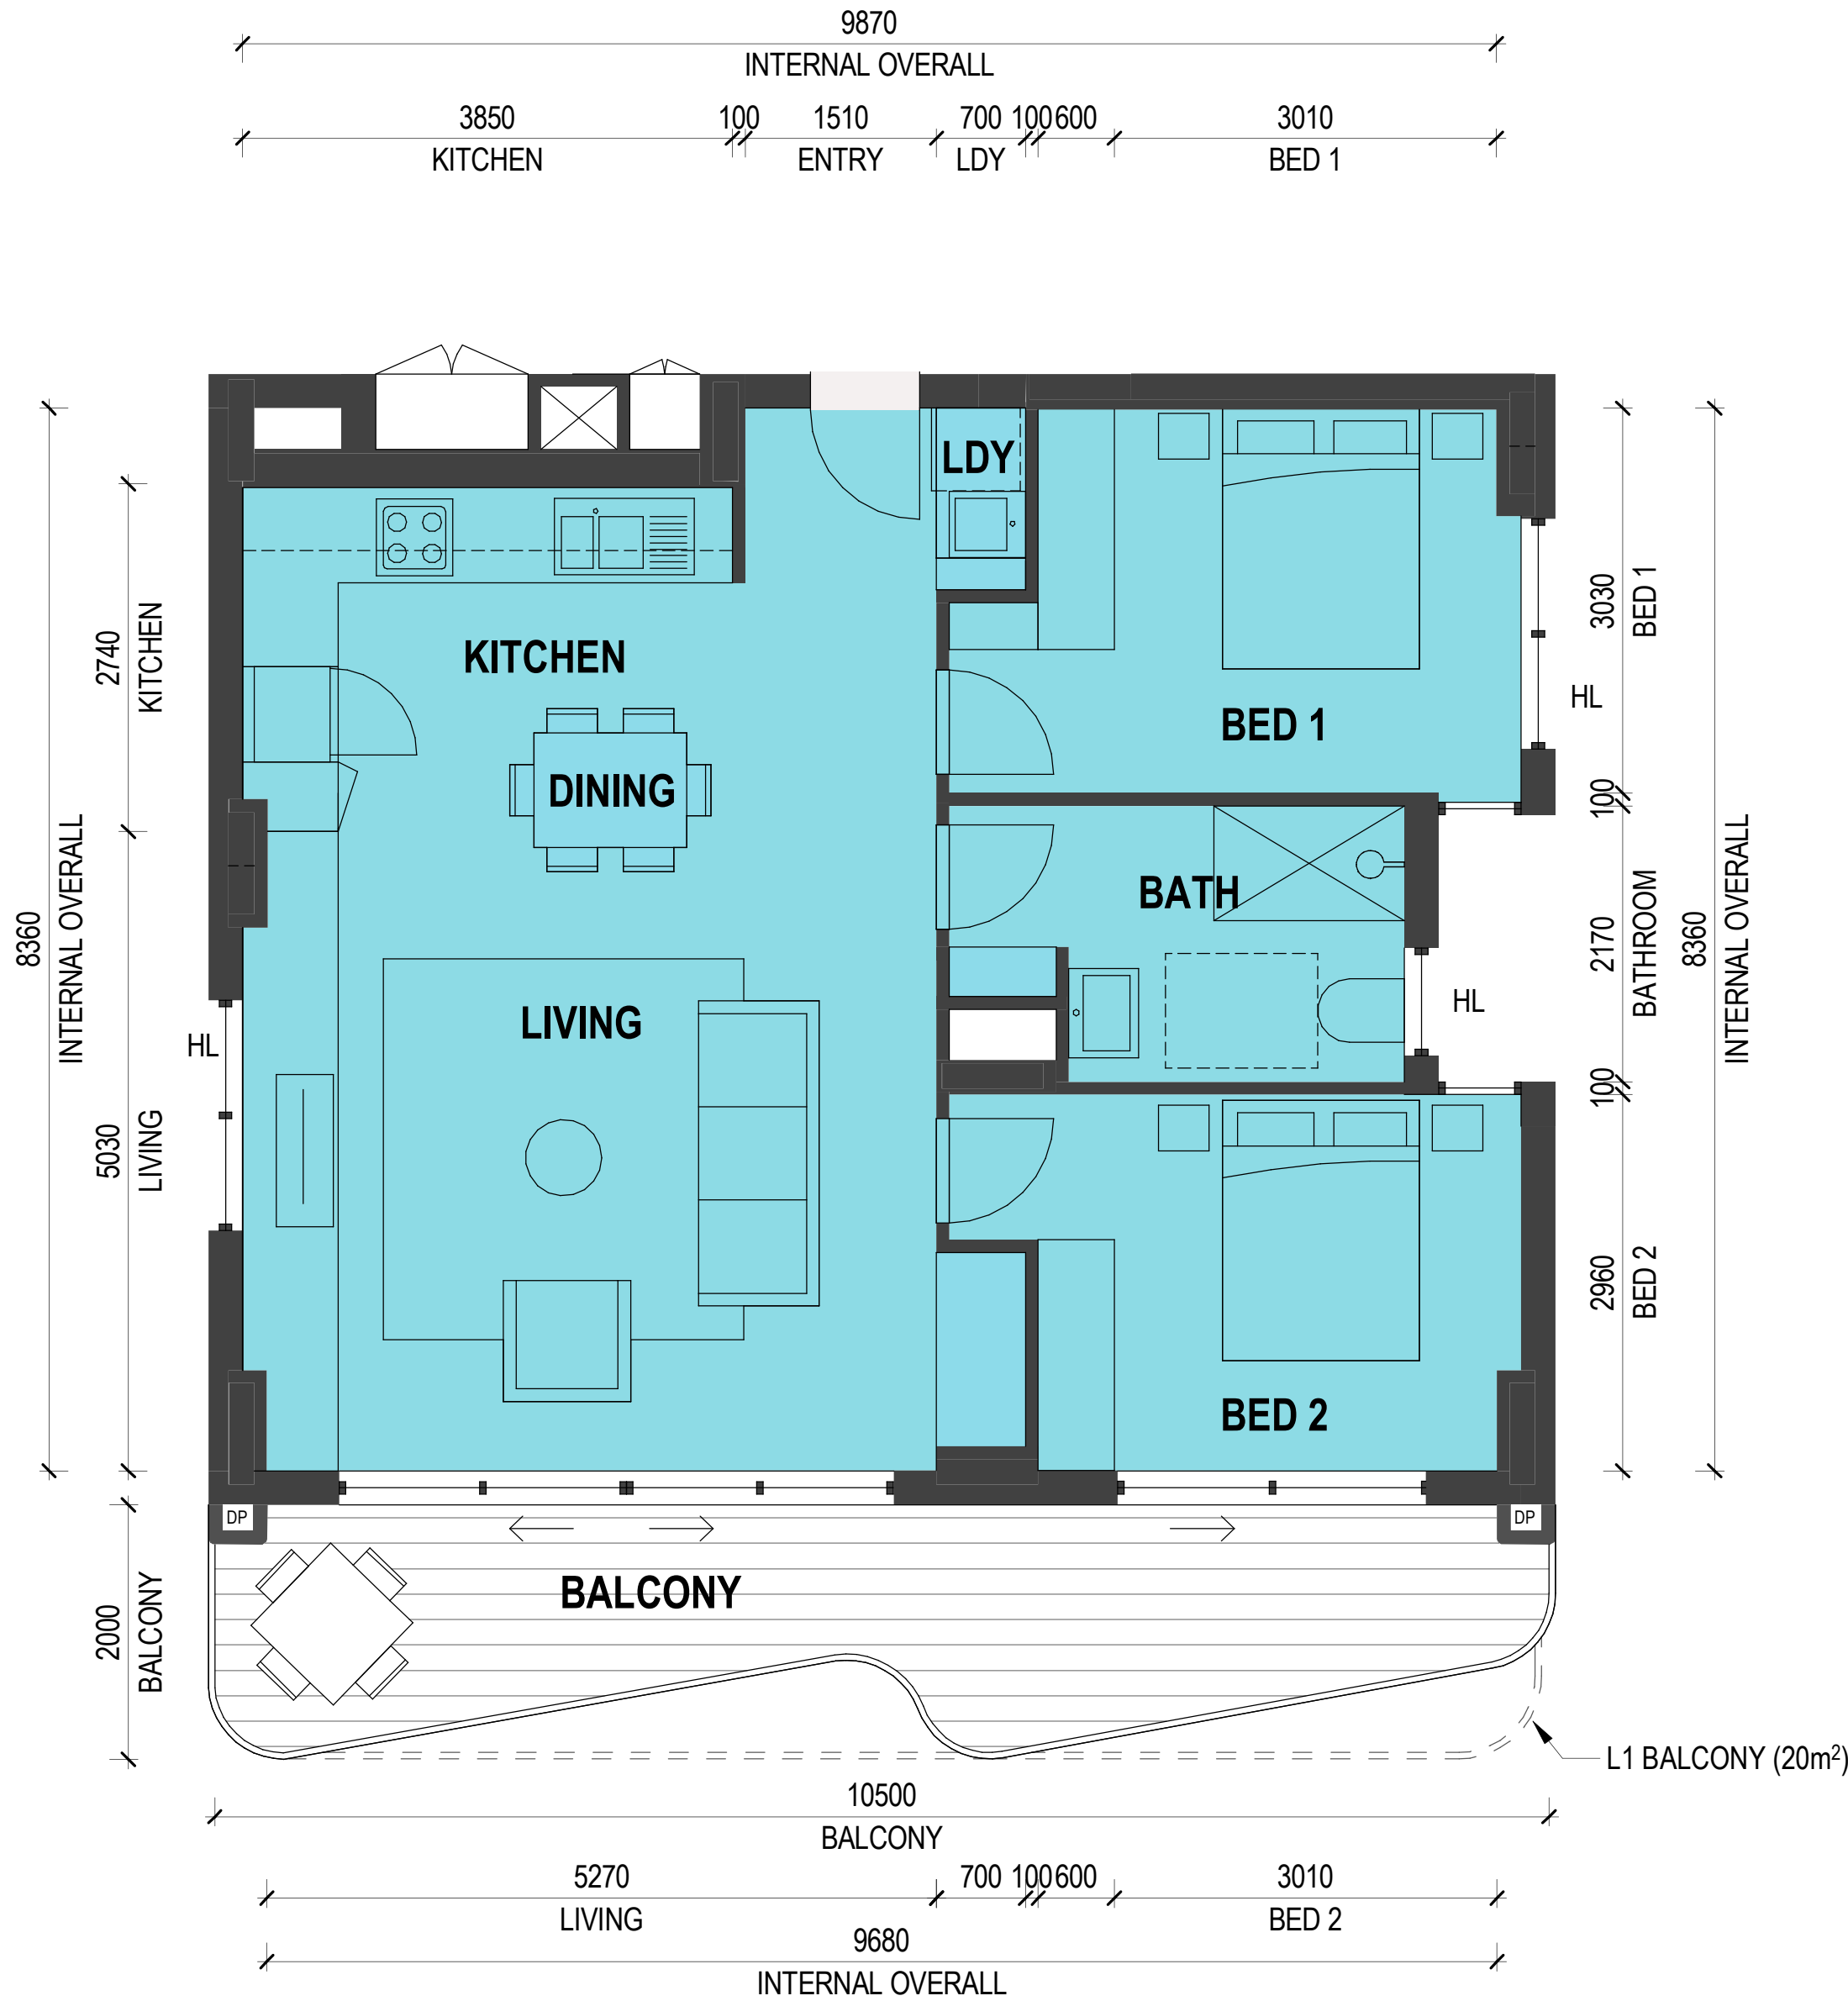 9870
INTERNAL OVERALL
3850 100 1510 700 100 600 3010
KITCHEN ENTRY LDY BED 1
LDY
KITCHEN
2740
KITCHEN
3030
BED 1
HL
BED 1
DINING
100
8360
INTERNAL OVERALL
BATH
2170
BATHROOM
8360
INTERNAL OVERALL
HL
LIVING
HL
100
5030
LIVING
2960
BED 2
BED 2
DP
DP
BALCONY
2000
BALCONY
L1 BALCONY (20m²)
10500
BALCONY
5270 700 100 600 3010
LIVING BED 2
9680
INTERNAL OVERALL